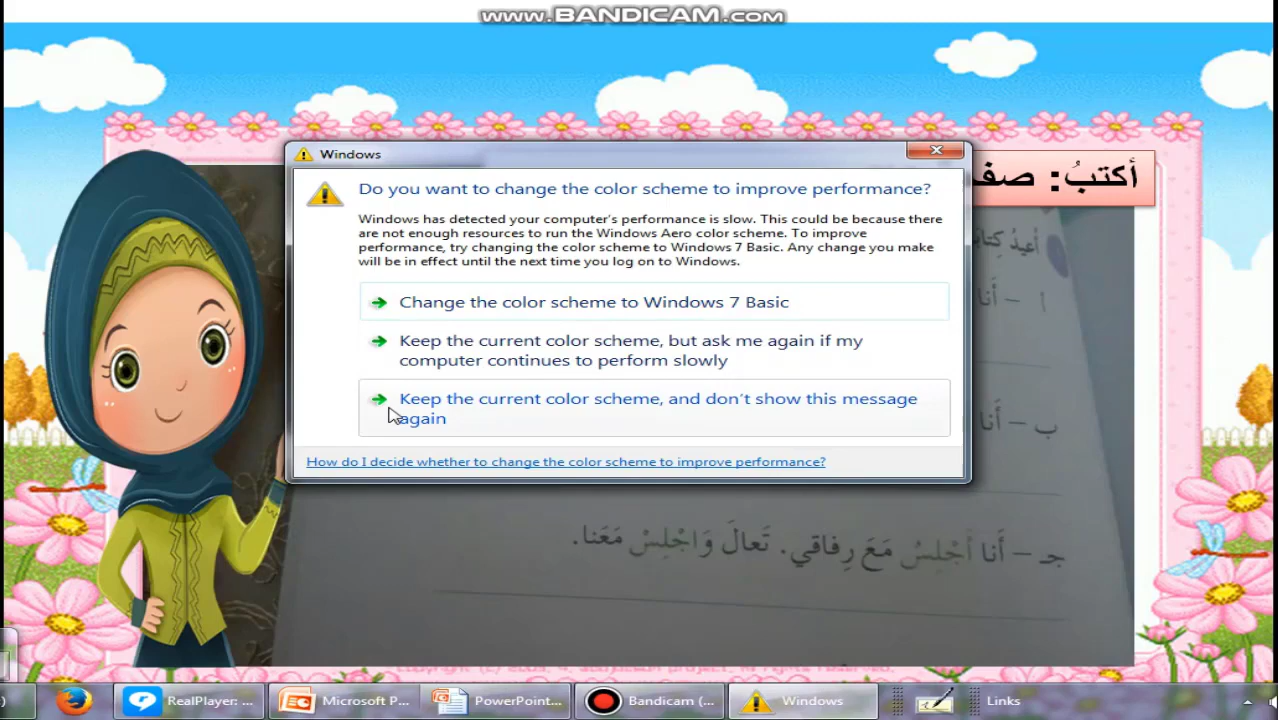 www.BANDICAM.com
أكتبُ: صف
Windows
Do you want to change the color scheme to improve performance?
Windows has detected your computer's performance is slow. This could be because there
are not enough resources to run the Windows Aero color scheme. To improve
performance, try changing the color scheme to Windows 7 Basic. Any change you make
will be in effect until the next time you log on to Windows.
Change the color scheme to Windows 7 Basic
Keep the current color scheme, but ask me again if my
computer continues to perform slowly
Keep the current color scheme, and don't show this message
again
How do I decide whether to change the color scheme to improve performance?
أُعيدُ
ا – أَنا
ب – أَنا
جـ – أَنا أَجْلِسُ مَعَ رِفاقي. تَعالَ وَاجْلِسْ مَعَنا.
RealPlayer: ...
Microsoft P...
PowerPoint...
Bandicam (...
Windows
Links